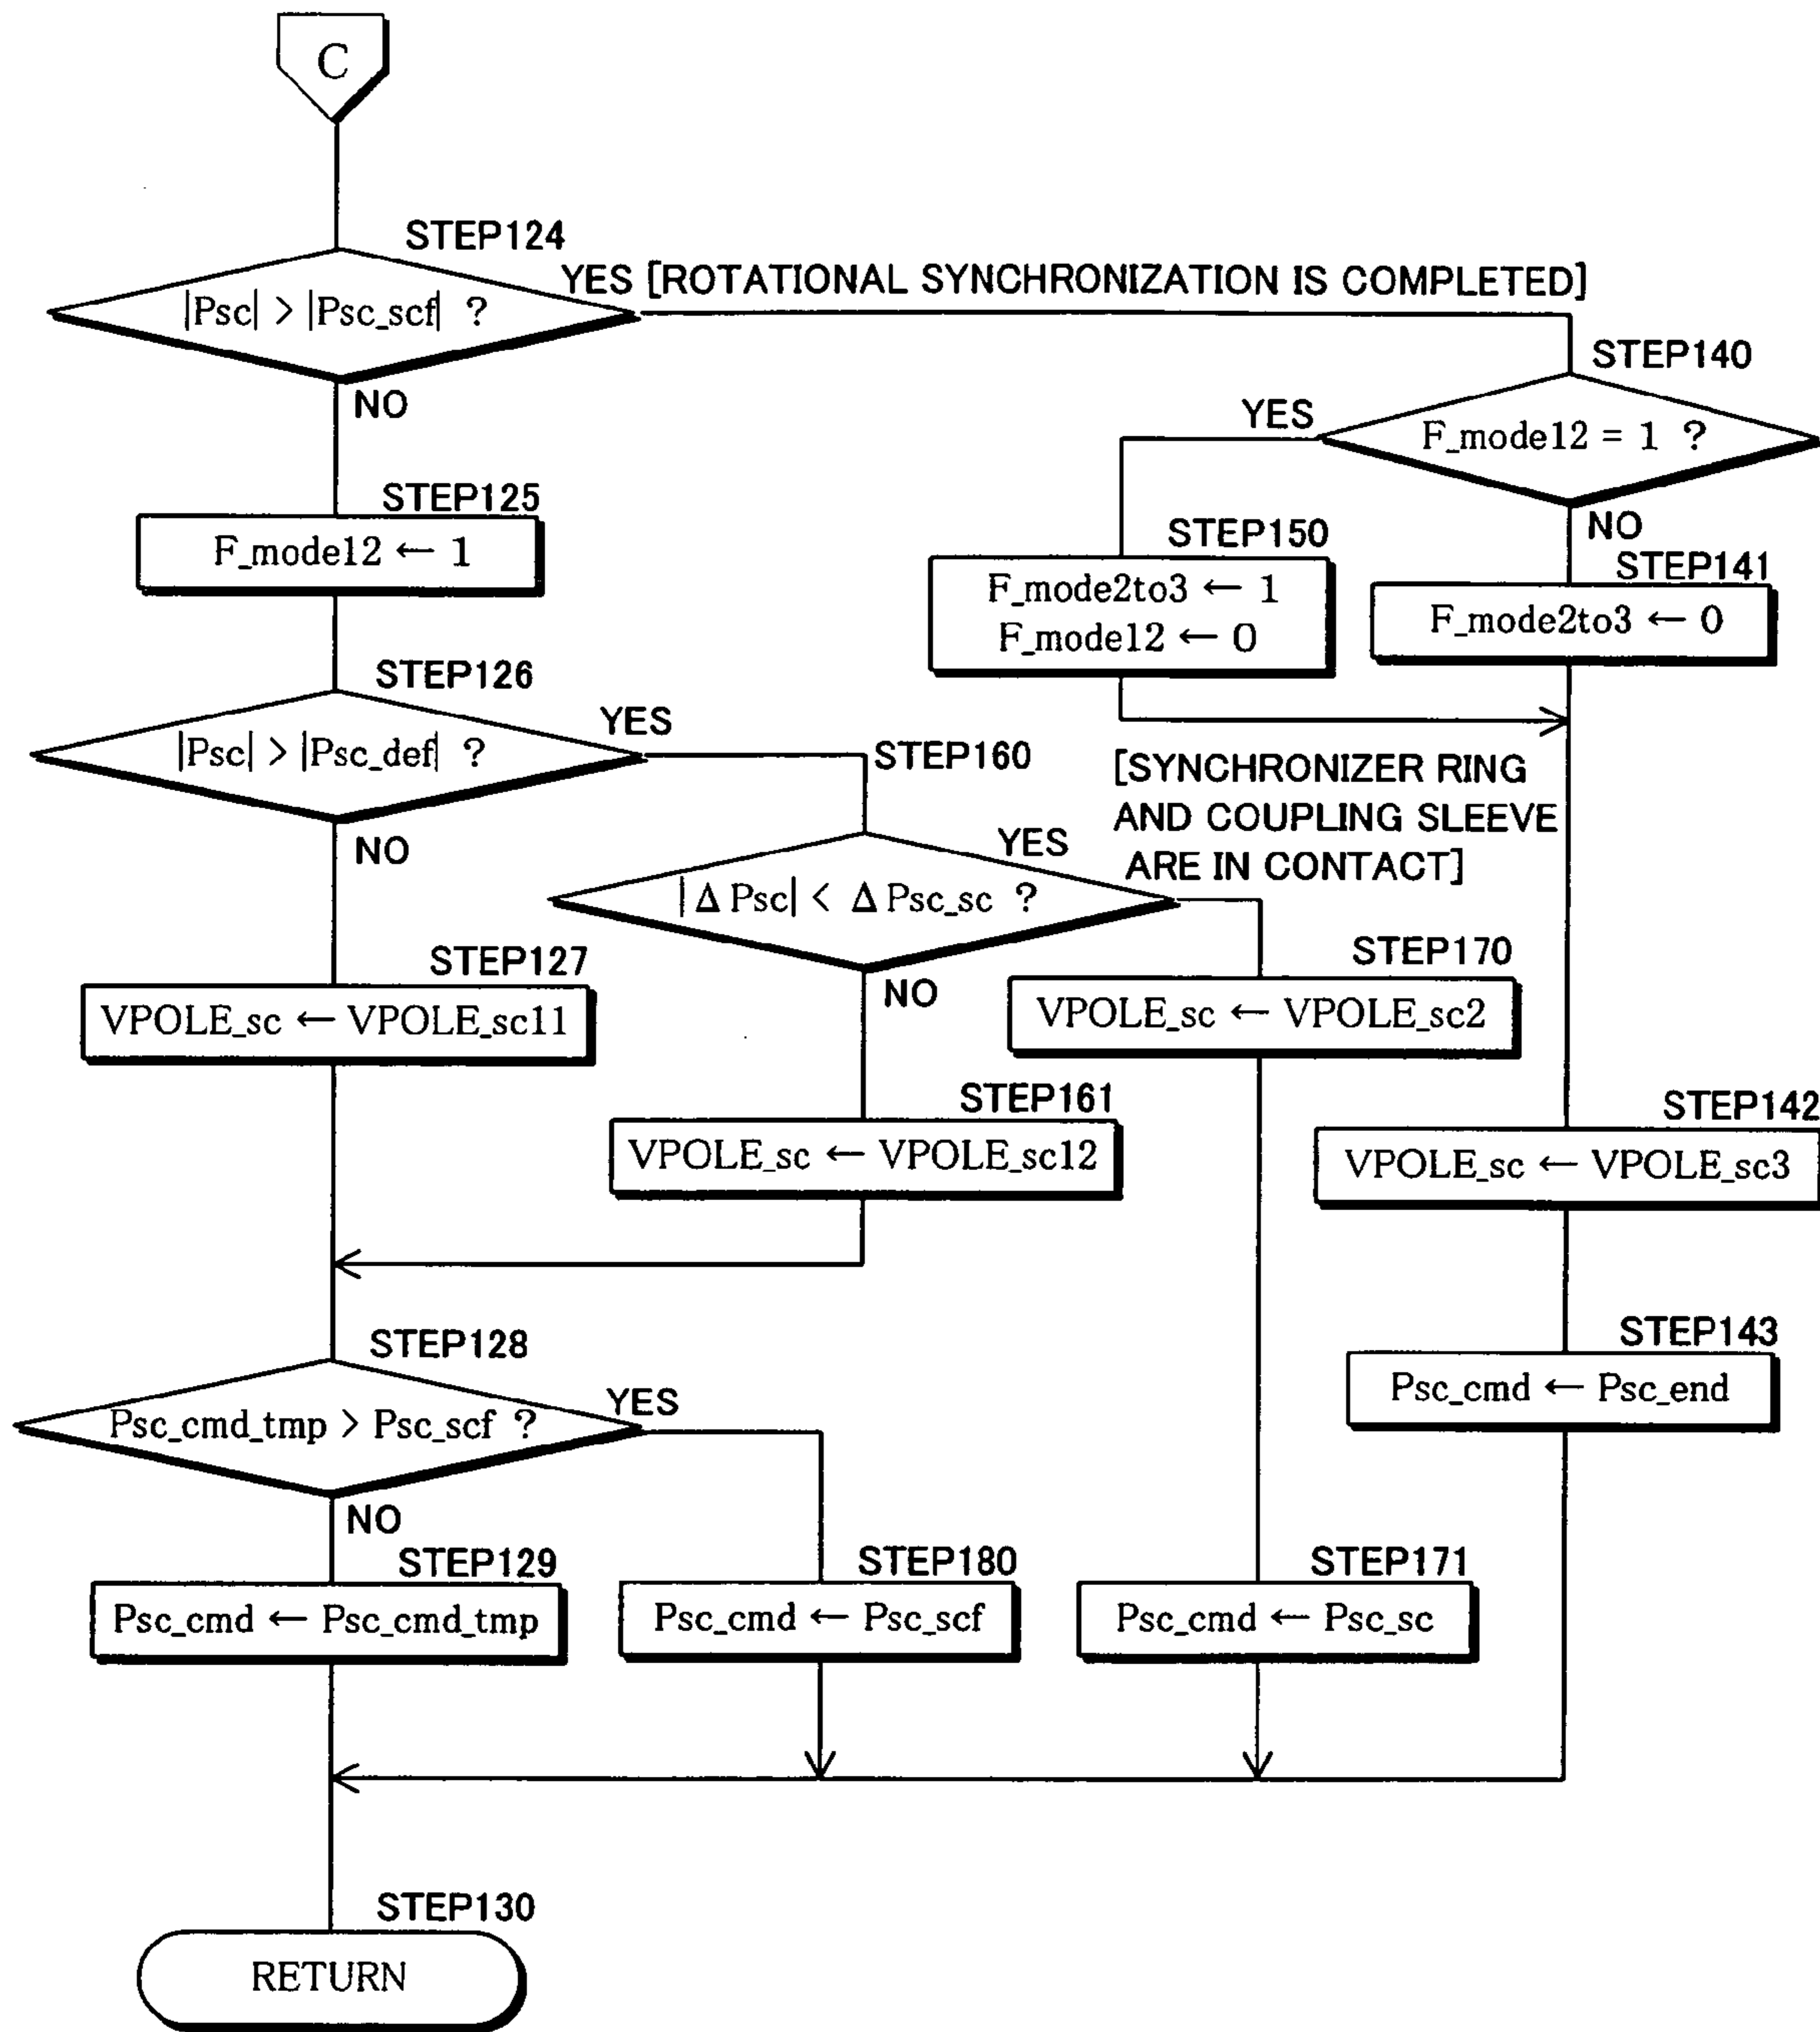 C
STEP124
|Psc| > |Psc_scf| ?
YES [ROTATIONAL SYNCHRONIZATION IS COMPLETED]
NO
STEP140
F_mode12 = 1 ?
YES
NO
STEP125
F_mode12 ← 1
STEP150
F_mode2to3 ← 1
F_mode12 ← 0
STEP141
F_mode2to3 ← 0
STEP126
|Psc| > |Psc_def| ?
YES
NO
STEP160
|Δ Psc| < Δ Psc_sc ?
YES
[SYNCHRONIZER RING
AND COUPLING SLEEVE
ARE IN CONTACT]
NO
STEP127
VPOLE_sc ← VPOLE_sc11
STEP170
VPOLE_sc ← VPOLE_sc2
STEP161
VPOLE_sc ← VPOLE_sc12
STEP142
VPOLE_sc ← VPOLE_sc3
STEP128
Psc_cmd_tmp > Psc_scf ?
YES
NO
STEP143
Psc_cmd ← Psc_end
STEP129
Psc_cmd ← Psc_cmd_tmp
STEP180
Psc_cmd ← Psc_scf
STEP171
Psc_cmd ← Psc_sc
STEP130
RETURN